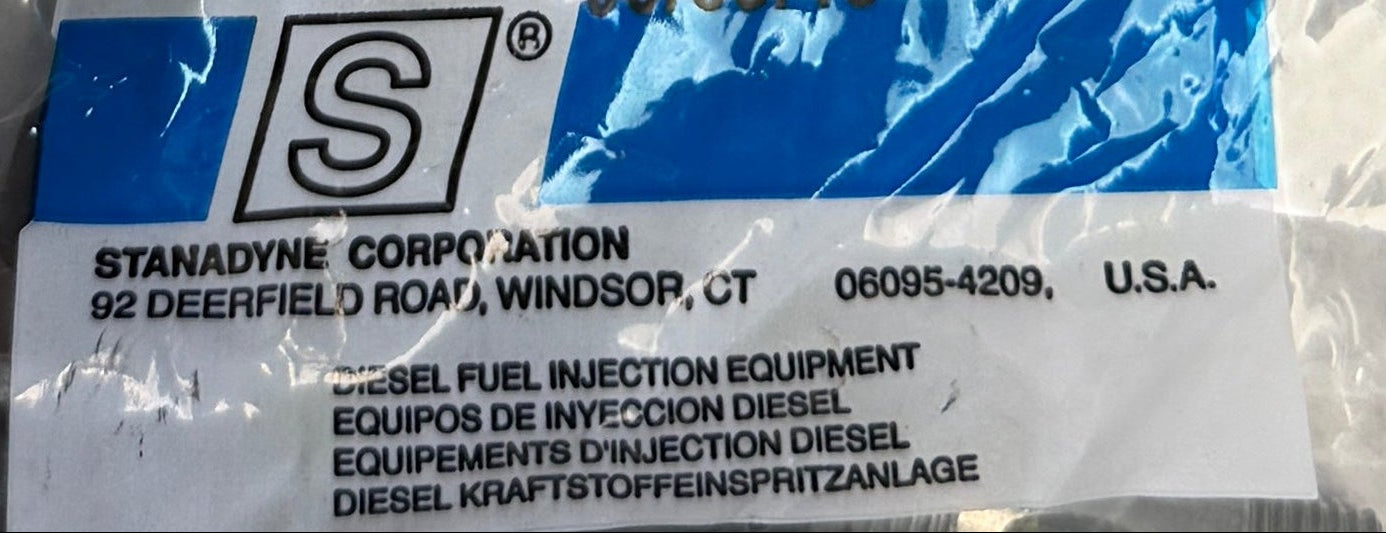 S ®
STANADYNE CORPORATION
92 DEERFIELD ROAD, WINDSOR, CT 06095-4209, U.S.A.
DIESEL FUEL INJECTION EQUIPMENT
EQUIPOS DE INYECCION DIESEL
EQUIPEMENTS D'INJECTION DIESEL
DIESEL KRAFTSTOFFEINSPRITZANLAGE